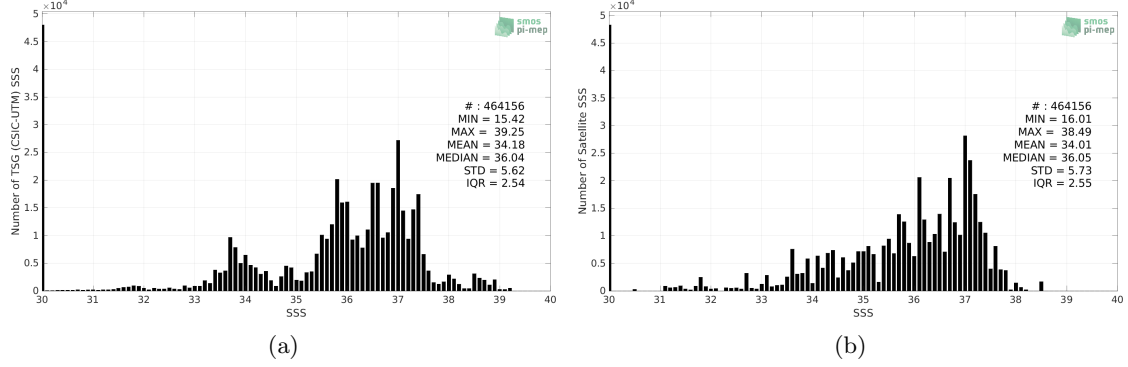 ×10⁴
5
4.5
4
3.5
3
2.5
2
1.5
1
0.5
0
30
31
32
33
34
35
36
37
38
39
40
Number of TSG (CSIC-UTM) SSS
SSS
smos
pi-mep
# : 464156
MIN = 15.42
MAX = 39.25
MEAN = 34.18
MEDIAN = 36.04
STD = 5.62
IQR = 2.54
(a)
×10⁴
5
4.5
4
3.5
3
2.5
2
1.5
1
0.5
0
30
31
32
33
34
35
36
37
38
39
40
Number of Satellite SSS
SSS
smos
pi-mep
# : 464156
MIN = 16.01
MAX = 38.49
MEAN = 34.01
MEDIAN = 36.05
STD = 5.73
IQR = 2.55
(b)